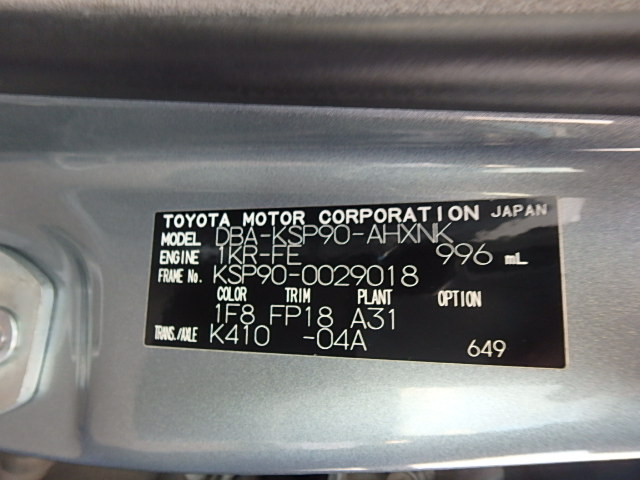 TOYOTA MOTOR CORPORATION JAPAN
MODEL DBA-KSP90-AHXNK
ENGINE 1KR-FE 996 mL
FRAME No. KSP90-0029018
COLOR TRIM PLANT OPTION
1F8 FP18 A31
TRANS./AXLE K410 -04A 649